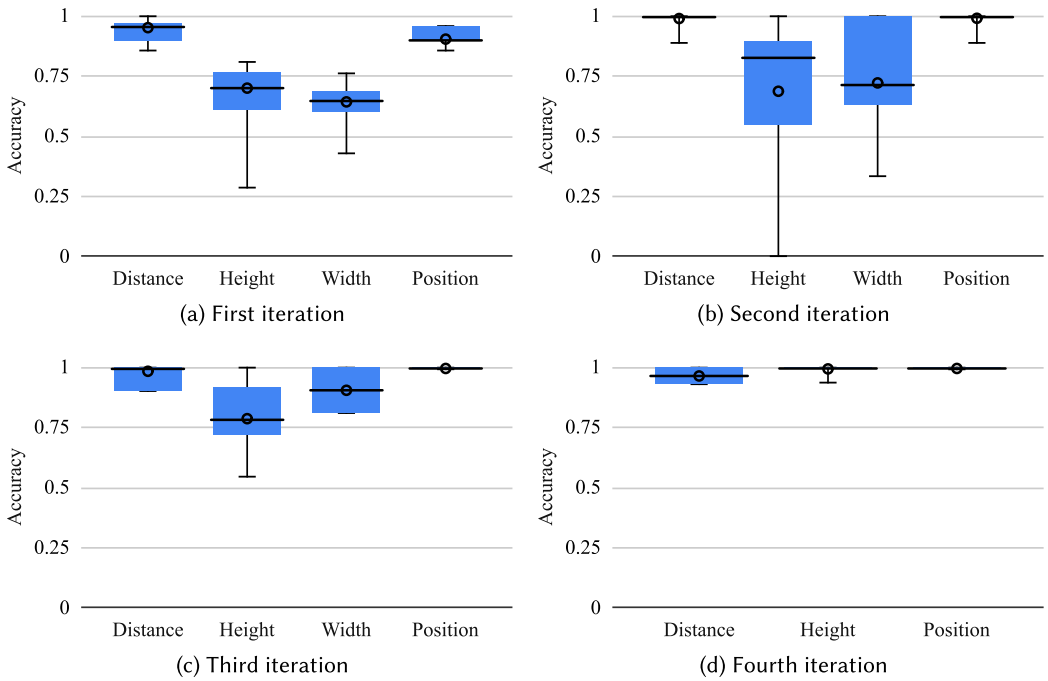 1
0.75
0.5
0.25
0
Accuracy
Distance Height Width Position
(a) First iteration
1
0.75
0.5
0.25
0
Accuracy
Distance Height Width Position
(b) Second iteration
1
0.75
0.5
0.25
0
Accuracy
Distance Height Width Position
(c) Third iteration
1
0.75
0.5
0.25
0
Accuracy
Distance Height Position
(d) Fourth iteration